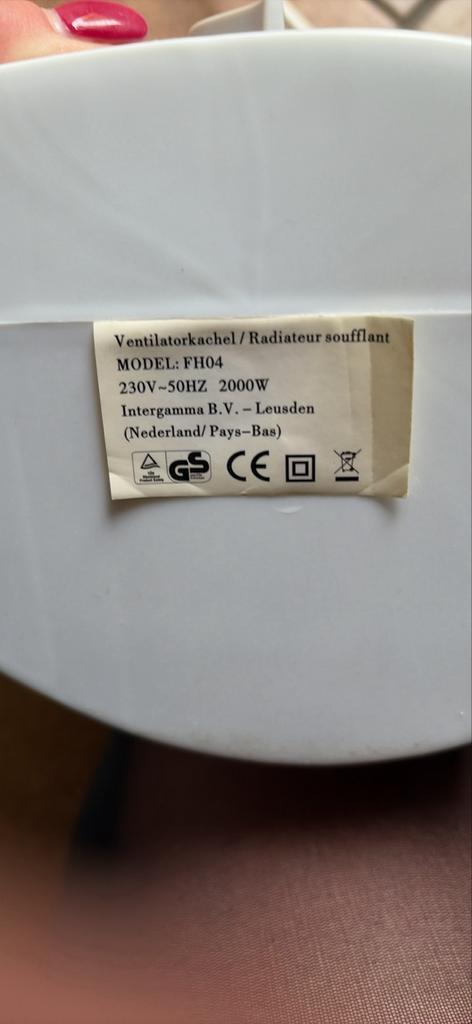 Ventilatorkachel / Radiateur soufflant
MODEL: FH04
230V~50HZ 2000W
Intergamma B.V. – Leusden
(Nederland/ Pays–Bas)
GS CE